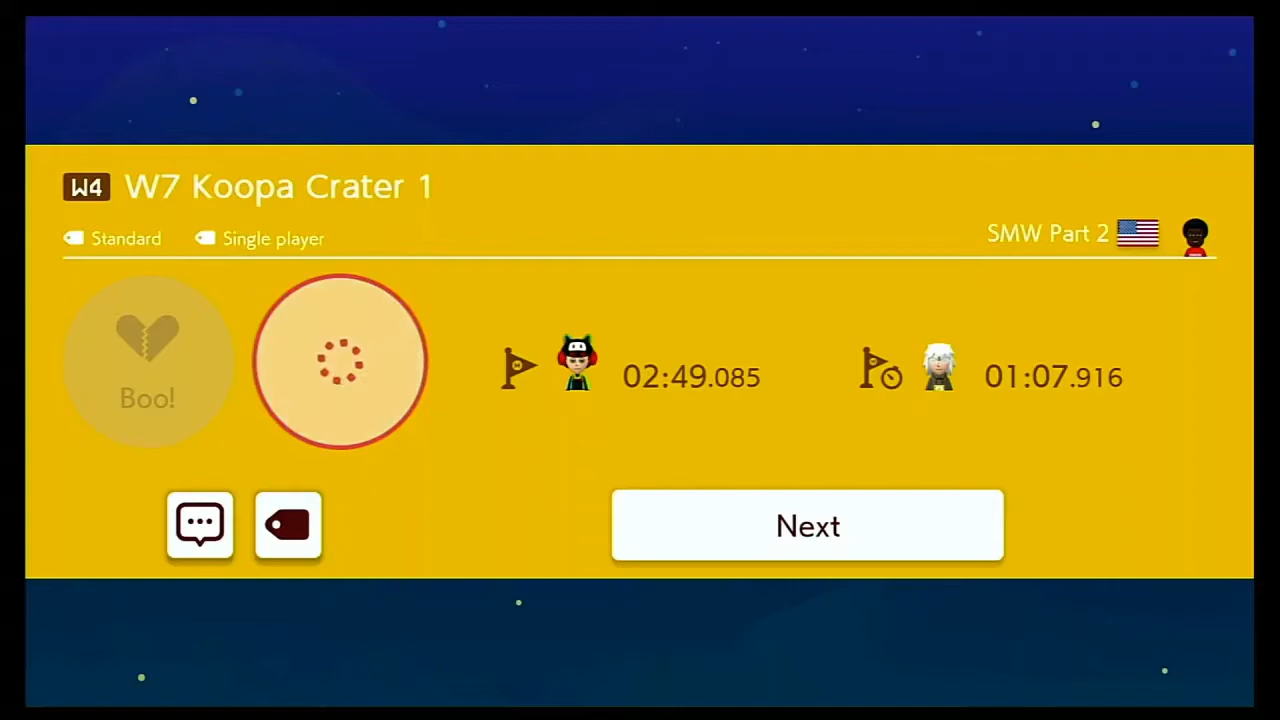 W4 W7 Koopa Crater 1
Standard Single player
SMW Part 2
Boo!
02:49.085
01:07.916
Next